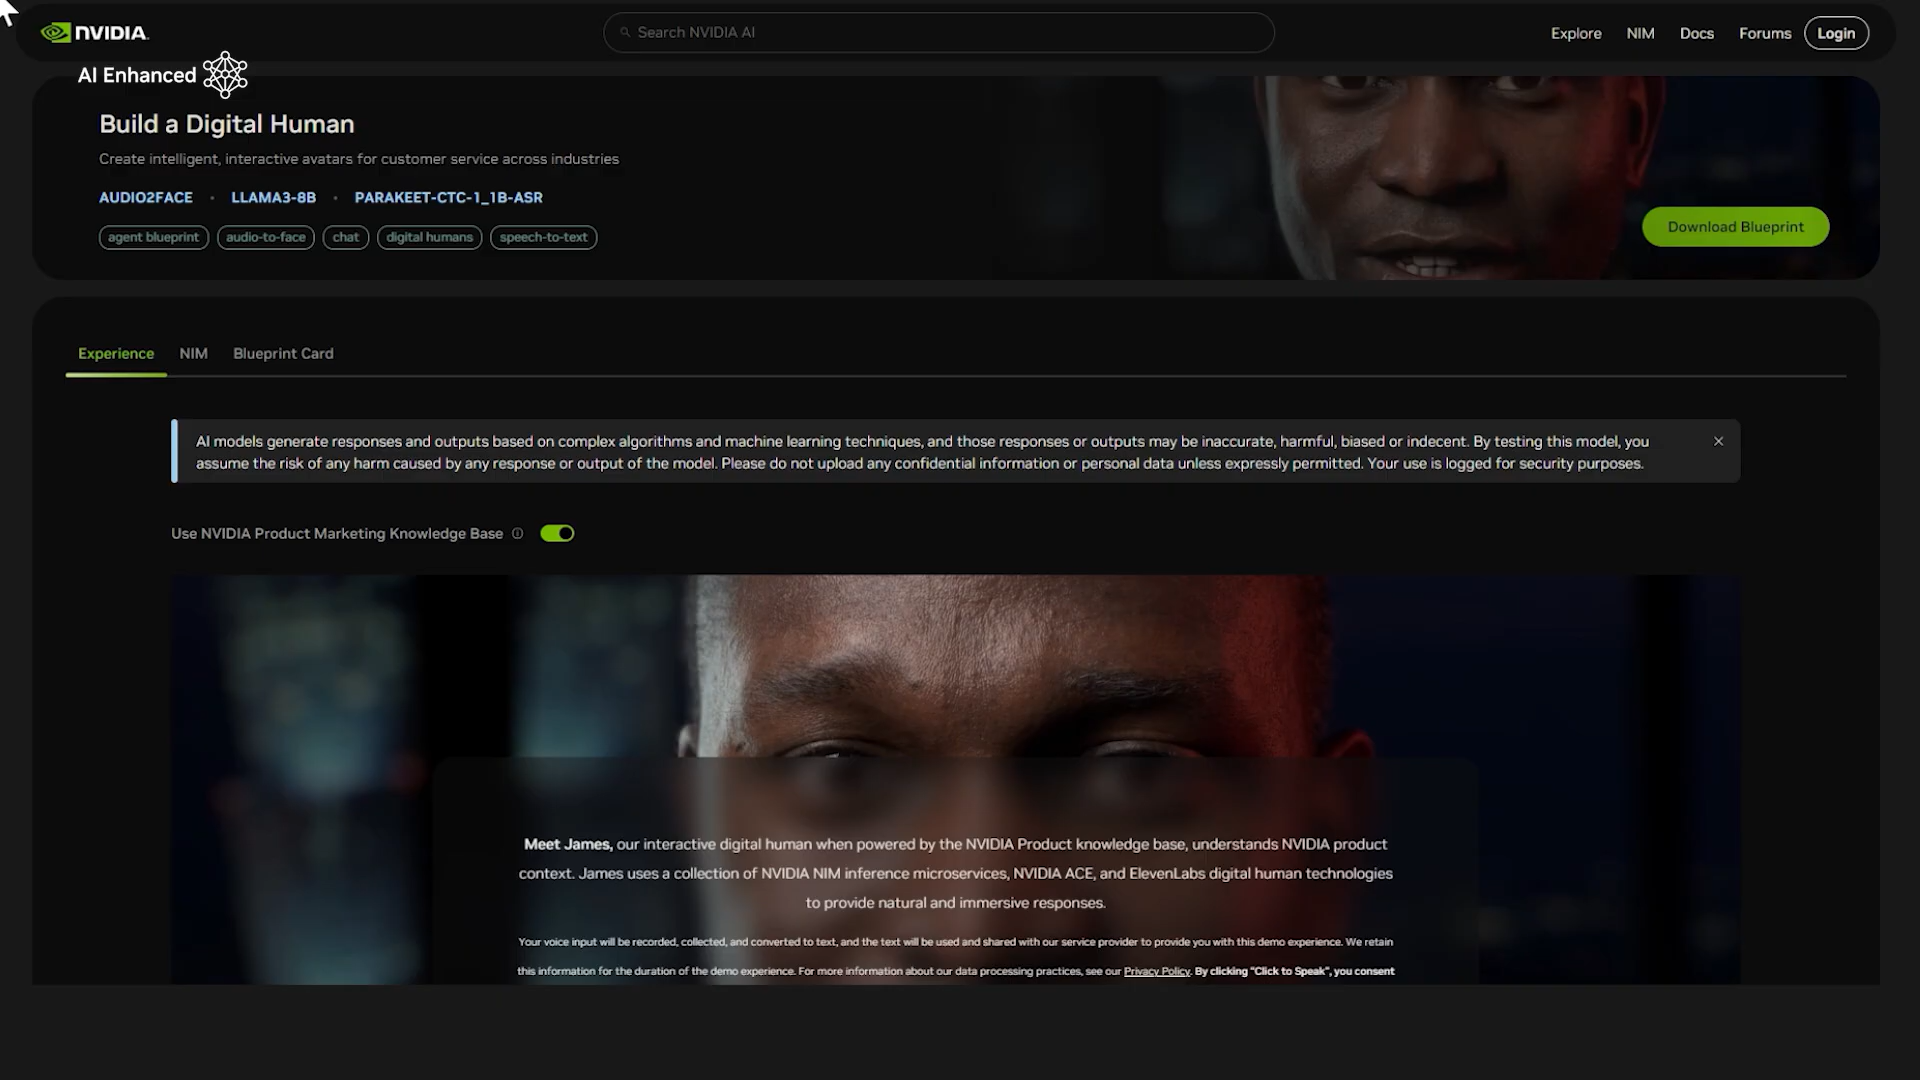 NVIDIA.
Search NVIDIA AI
Explore
NIM
Docs
Forums
Login
AI Enhanced
Build a Digital Human
Create intelligent, interactive avatars for customer service across industries
AUDIO2FACE • LLAMA3-8B • PARAKEET-CTC-1_1B-ASR
agent blueprint
audio-to-face
chat
digital humans
speech-to-text
Download Blueprint
Experience
NIM
Blueprint Card
AI models generate responses and outputs based on complex algorithms and machine learning techniques, and those responses or outputs may be inaccurate, harmful, biased or indecent. By testing this model, you
assume the risk of any harm caused by any response or output of the model. Please do not upload any confidential information or personal data unless expressly permitted. Your use is logged for security purposes.
Use NVIDIA Product Marketing Knowledge Base
Meet James, our interactive digital human when powered by the NVIDIA Product knowledge base, understands NVIDIA product
context. James uses a collection of NVIDIA NIM inference microservices, NVIDIA ACE, and ElevenLabs digital human technologies
to provide natural and immersive responses.
Your voice input will be recorded, collected, and converted to text, and the text will be used and shared with our service provider to provide you with this demo experience. We retain
this information for the duration of the demo experience. For more information about our data processing practices, see our Privacy Policy. By clicking "Click to Speak", you consent